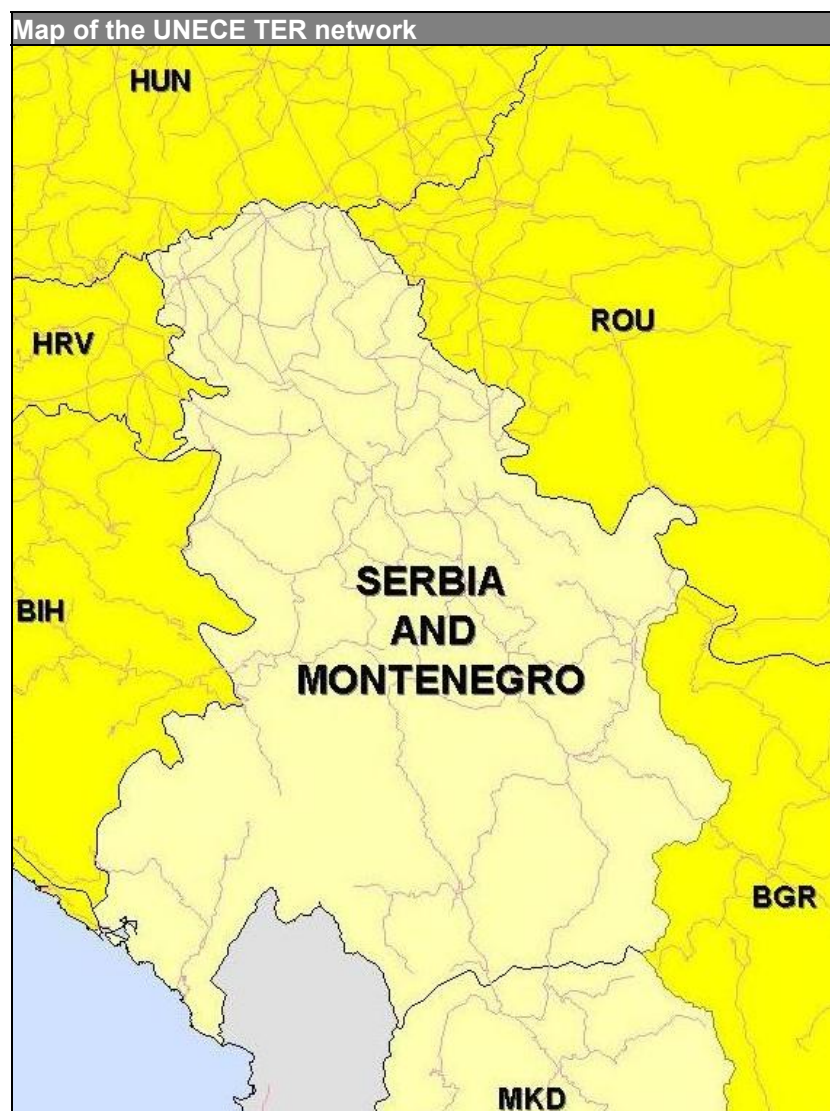 Map of the UNECE TER network
HUN
ROU
HRV
SERBIA
AND
MONTENEGRO
BIH
BGR
MKD